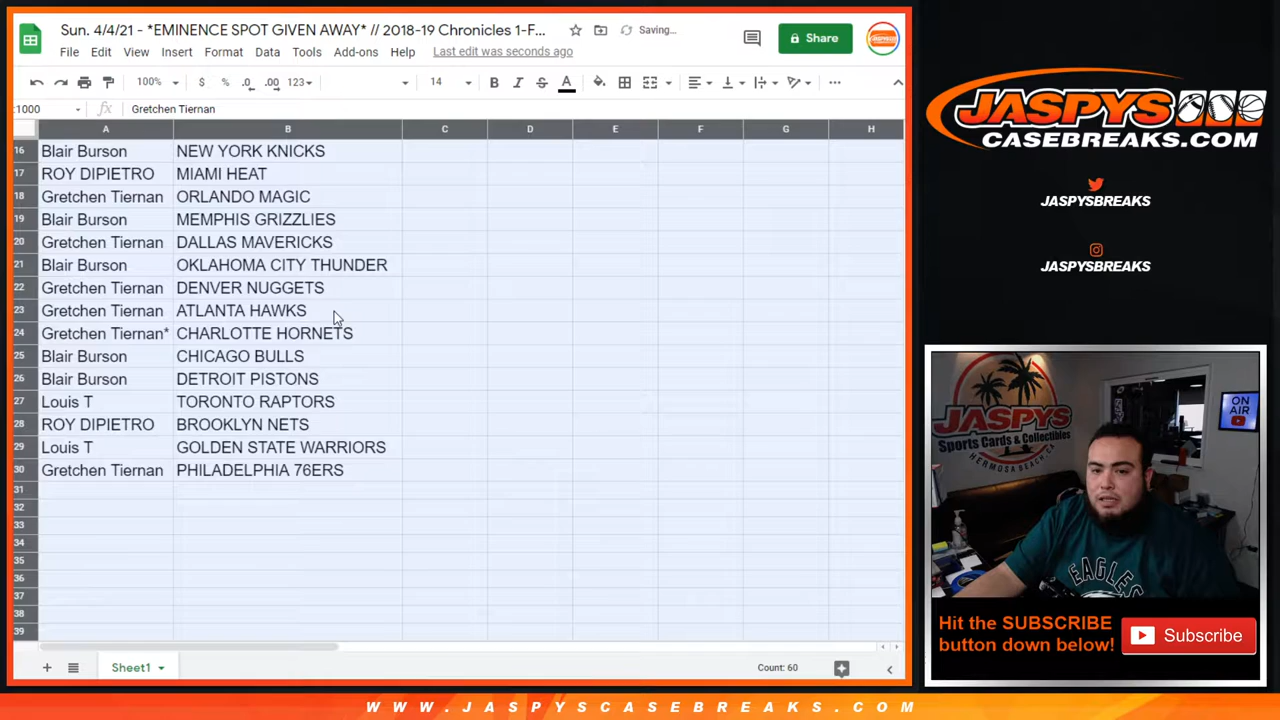 Sun. 4/4/21 - *EMINENCE SPOT GIVEN AWAY* // 2018-19 Chronicles 1-F...
Saving...
Share
File Edit View Insert Format Data Tools Add-ons Help Last edit was seconds ago
100% $ % .0 .00 123 14 B I S A
:1000 fx Gretchen Tiernan
A B C D E F G H
16 Blair Burson NEW YORK KNICKS
17 ROY DIPIETRO MIAMI HEAT
18 Gretchen Tiernan ORLANDO MAGIC
19 Blair Burson MEMPHIS GRIZZLIES
20 Gretchen Tiernan DALLAS MAVERICKS
21 Blair Burson OKLAHOMA CITY THUNDER
22 Gretchen Tiernan DENVER NUGGETS
23 Gretchen Tiernan ATLANTA HAWKS
24 Gretchen Tiernan* CHARLOTTE HORNETS
25 Blair Burson CHICAGO BULLS
26 Blair Burson DETROIT PISTONS
27 Louis T TORONTO RAPTORS
28 ROY DIPIETRO BROOKLYN NETS
29 Louis T GOLDEN STATE WARRIORS
30 Gretchen Tiernan PHILADELPHIA 76ERS
31
32
33
34
35
36
37
38
39
Sheet1
Count: 60
JASPYS
CASEBREAKS.COM
JASPYSBREAKS
JASPYSBREAKS
JASPYS
Sports Cards & Collectibles
HERMOSA BEACH
ON
AIR
EAGLES
Hit the SUBSCRIBE
button down below!
Subscribe
WWW.JASPYSCASEBREAKS.COM